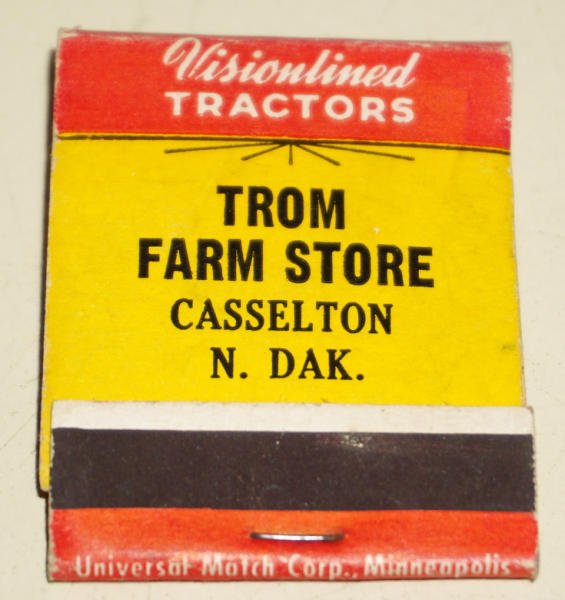 Visionlined
TRACTORS
TROM
FARM STORE
CASSELTON
N. DAK.
Universal Match Corp., Minneapolis